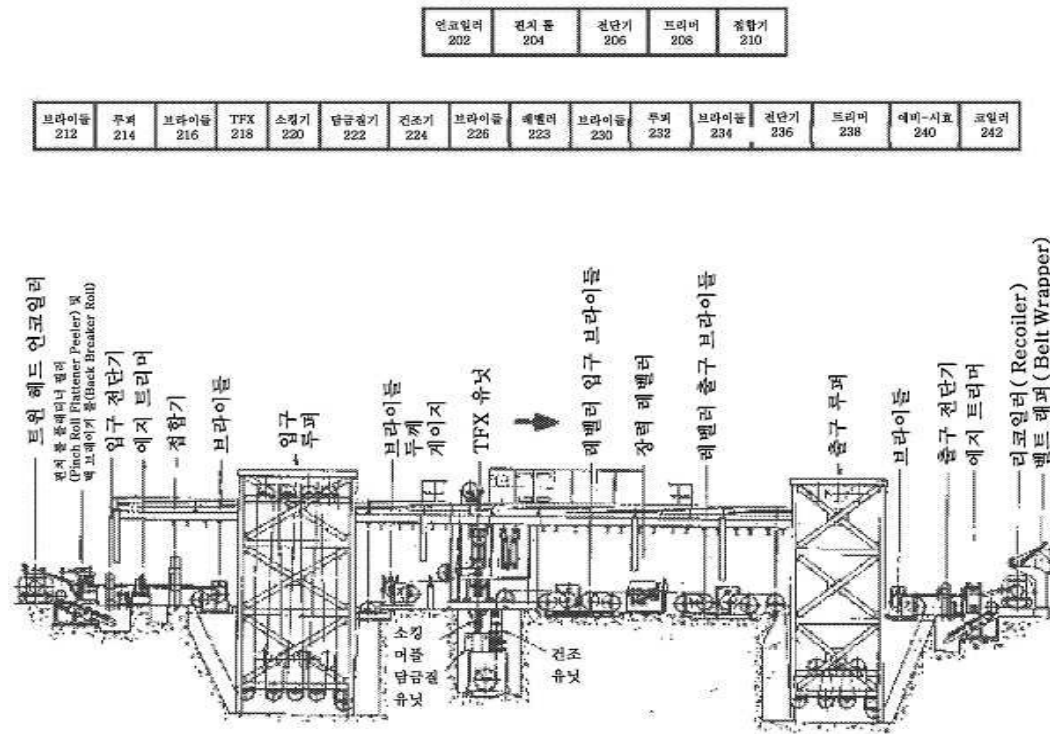 언코일러 핀치 롤 전단기 트리머 접합기
202 204 206 208 210
브라이들 루퍼 브라이들 TFX 소킹기 담금질기 건조기 브라이들 레벨러 브라이들 루퍼 브라이들 전단기 트리머 예비-시효 코일러
212 214 216 218 220 222 224 226 223 230 232 234 236 238 240 242
트윈 헤드 언코일러
핀치 롤 플래티너 필러
(Pinch Roll Flattener Peeler) 및
백 브레이커 롤(Back Breaker Roll)
입구 전단기
에지 트리머
접합기
브라이들
입구
루퍼
브라이들
두께
게이지
TFX 유닛
레벨러 입구 브라이들
장력 레벨러
레벨러 출구 브라이들
출구 루퍼
브라이들
출구 전단기
에지 트리머
리코일러(Recoiler)
벨트 래퍼(Belt Wrapper)
소킹
머플
담금질
유닛
건조
유닛